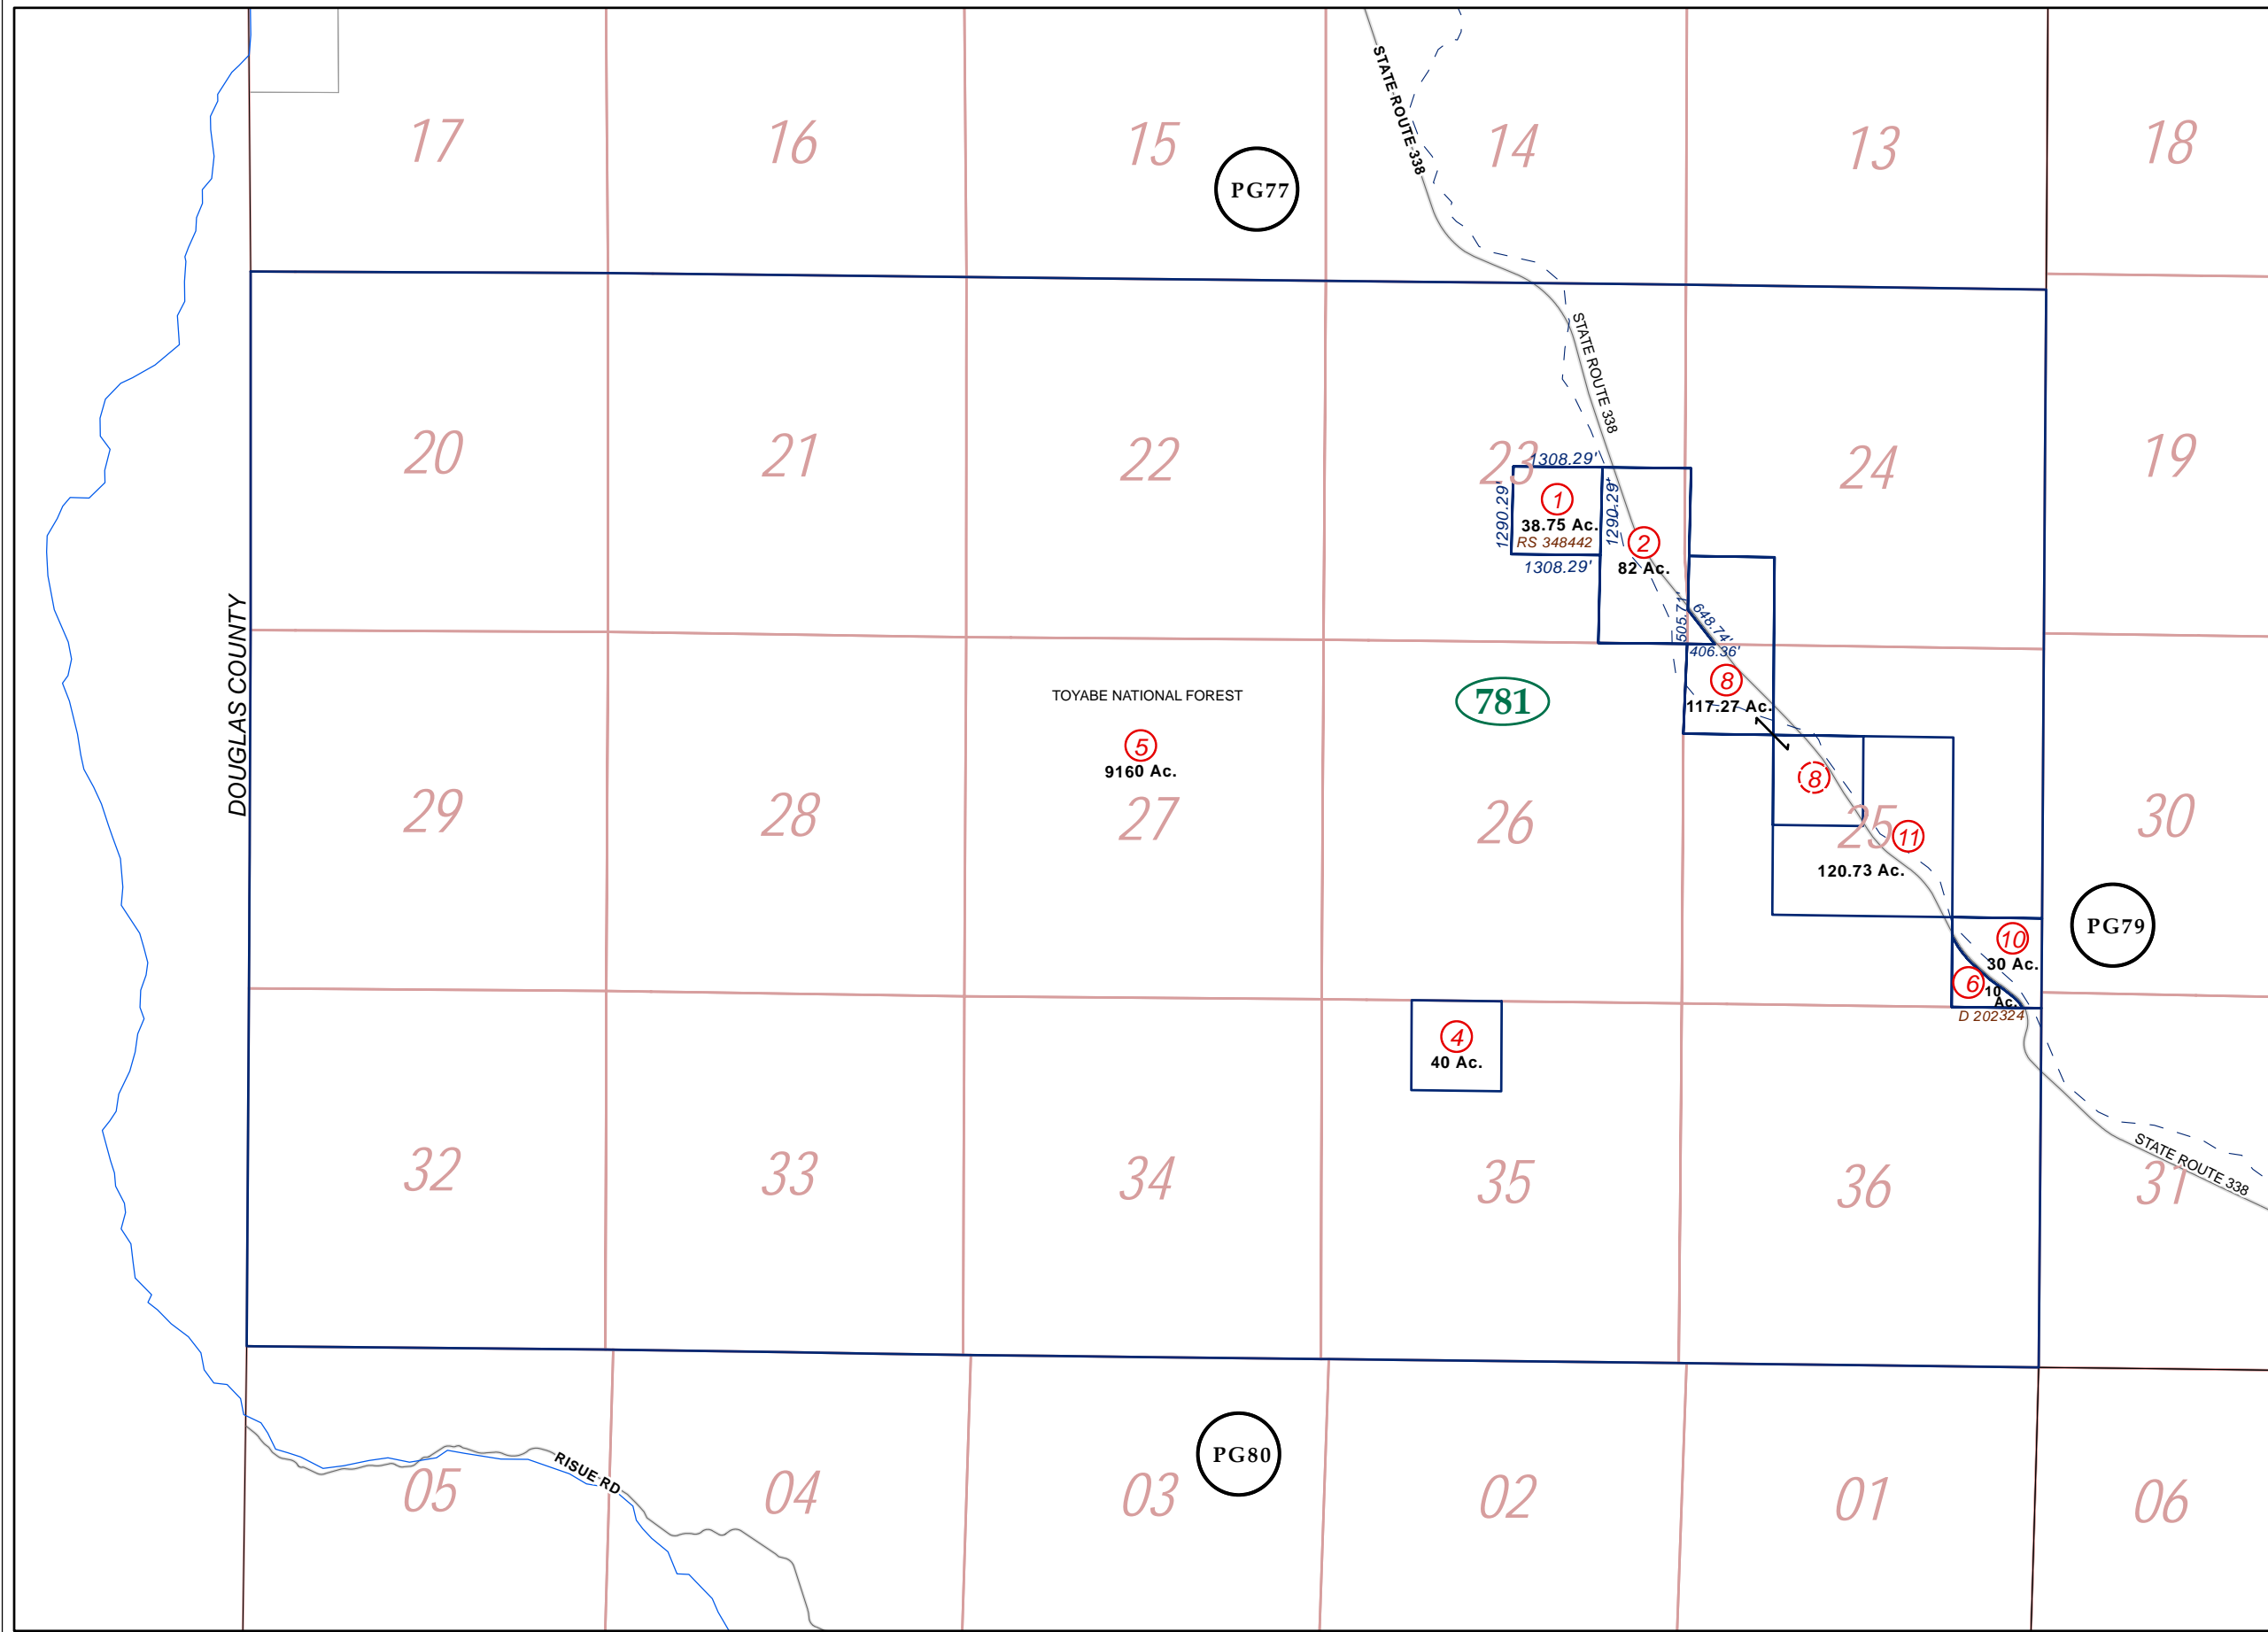 17
16
15
14
13
18
PG77
STATE ROUTE 338
STATE ROUTE 338
20
21
22
23
24
19
1308.29'
1290.29'
1
38.75 Ac.
RS 348442
1308.29'
1290.29'
2
82 Ac.
505.71'
648.74'
406.36'
DOUGLAS COUNTY
TOYABE NATIONAL FOREST
5
9160 Ac.
781
8
117.27 Ac.
8
29
28
27
26
25
30
11
120.73 Ac.
PG79
10
30 Ac.
6
10
Ac.
D 202324
4
40 Ac.
32
33
34
35
36
31
STATE ROUTE 338
PG80
RISUE RD
05
04
03
02
01
06